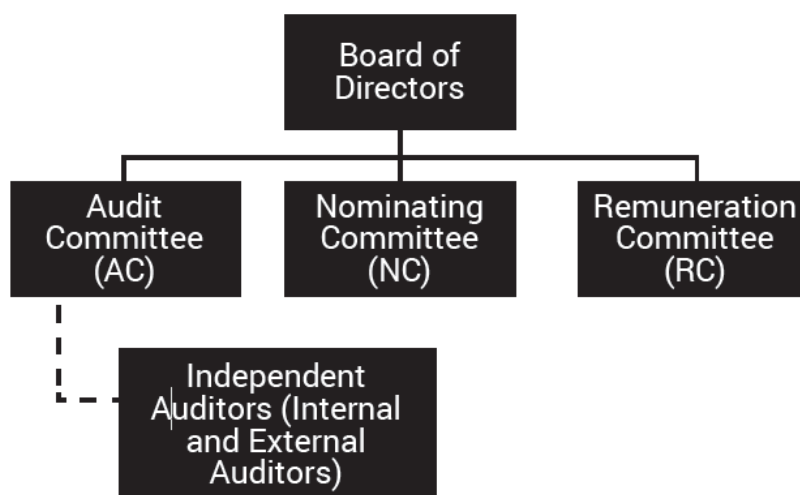 Board of
Directors
Audit
Committee
(AC)
Nominating
Committee
(NC)
Remuneration
Committee
(RC)
Independent
Auditors (Internal
and External
Auditors)